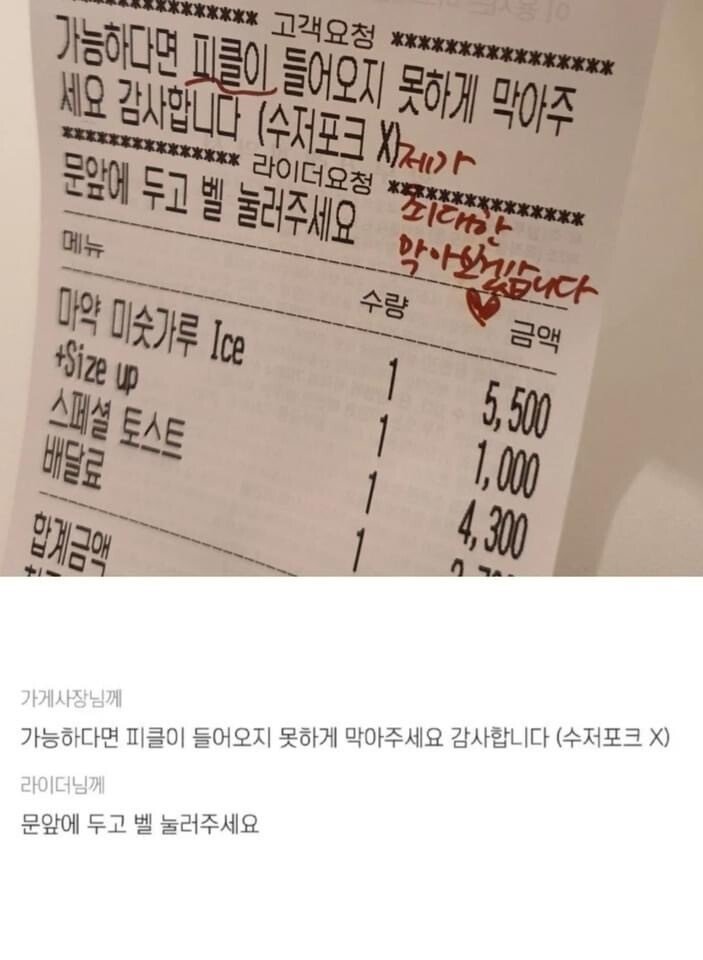 *************** 고객요청 ******************
가능하다면 피클이 들어오지 못하게 막아주
세요 감사합니다 (수저포크 X)
제가
*************** 라이더요청 ****************
최대한
문앞에 두고 벨 눌러주세요
막아보겠습니다
메뉴 수량 금액
마약 미숫가루 Ice 1 5,500
+Size up 1 1,000
스페셜 토스트 1 4,300
배달료 1
합계금액
가게사장님께
가능하다면 피클이 들어오지 못하게 막아주세요 감사합니다 (수저포크 X)
라이더님께
문앞에 두고 벨 눌러주세요